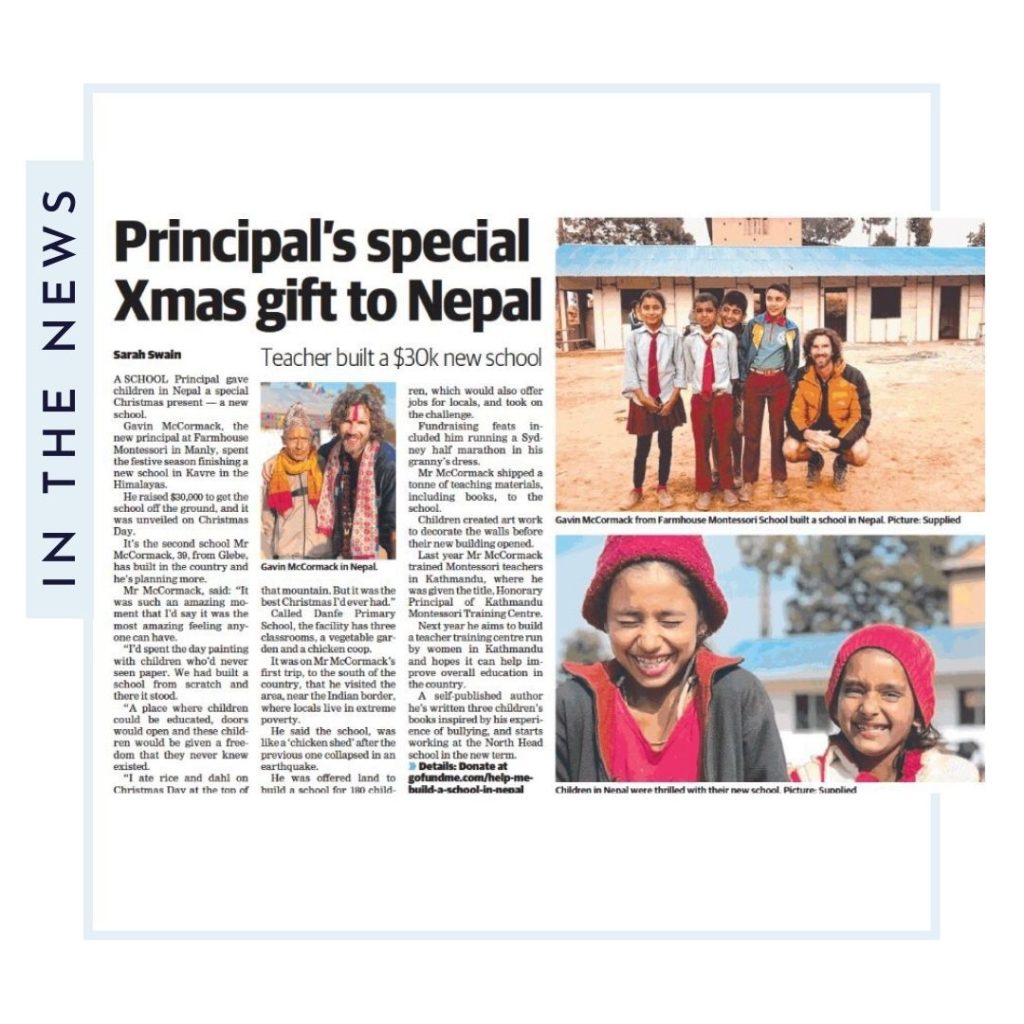 IN THE NEWS
Principal's special
Xmas gift to Nepal
Sarah Swain
Teacher built a $30k new school
A SCHOOL Principal gave
children in Nepal a special
Christmas present — a new
school.
Gavin McCormack, the
new principal at Farmhouse
Montessori in Manly, spent
the festive season finishing a
new school in Kavre in the
Himalayas.
He raised $30,000 to get the
school off the ground, and it
was unveiled on Christmas
Day.
It's the second school Mr
McCormack, 39, from Glebe,
has built in the country and
he's planning more.
Mr McCormack, said: "It
was such an amazing mo-
ment that I'd say it was the
most amazing feeling any-
one can have.
"I'd spent the day painting
with children who'd never
seen paper. We had built a
school from scratch and
there it stood.
"A place where children
could be educated, doors
would open and these child-
ren would be given a free-
dom that they never knew
existed.
"I ate rice and dahl on
Christmas Day at the top of
Gavin McCormack in Nepal.
that mountain. But it was the
best Christmas I'd ever had."
Called Danfe Primary
School, the facility has three
classrooms, a vegetable gar-
den and a chicken coop.
It was on Mr McCormack's
first trip, to the south of the
country, that he visited the
area, near the Indian border,
where locals live in extreme
poverty.
He said the school, was
like a 'chicken shed' after the
previous one collapsed in an
earthquake.
He was offered land to
build a school for 180 child-
ren, which would also offer
jobs for locals, and took on
the challenge.
Fundraising feats in-
cluded him running a Syd-
ney half marathon in his
granny's dress.
Mr McCormack shipped a
tonne of teaching materials,
including books, to the
school.
Children created art work
to decorate the walls before
their new building opened.
Last year Mr McCormack
trained Montessori teachers
in Kathmandu, where he
was given the title, Honorary
Principal of Kathmandu
Montessori Training Centre.
Next year he aims to build
a teacher training centre run
by women in Kathmandu
and hopes it can help im-
prove overall education in
the country.
A self-published author
he's written three children's
books inspired by his experi-
ence of bullying, and starts
working at the North Head
school in the new term.
Details: Donate at
gofundme.com/help-me-
build-a-school-in-nepal
Gavin McCormack from Farmhouse Montessori School built a school in Nepal. Picture: Supplied
Children in Nepal were thrilled with their new school. Picture: Supplied